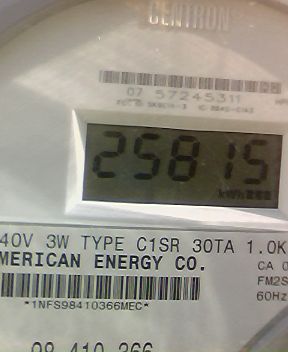 CENTRON
07 57245311
25815
kWh
40V 3W TYPE C1SR 30TA 1.0K
MERICAN ENERGY CO.
CA 0
*1NFS98410366MEC*
FM2S
60Hz
98 410 366